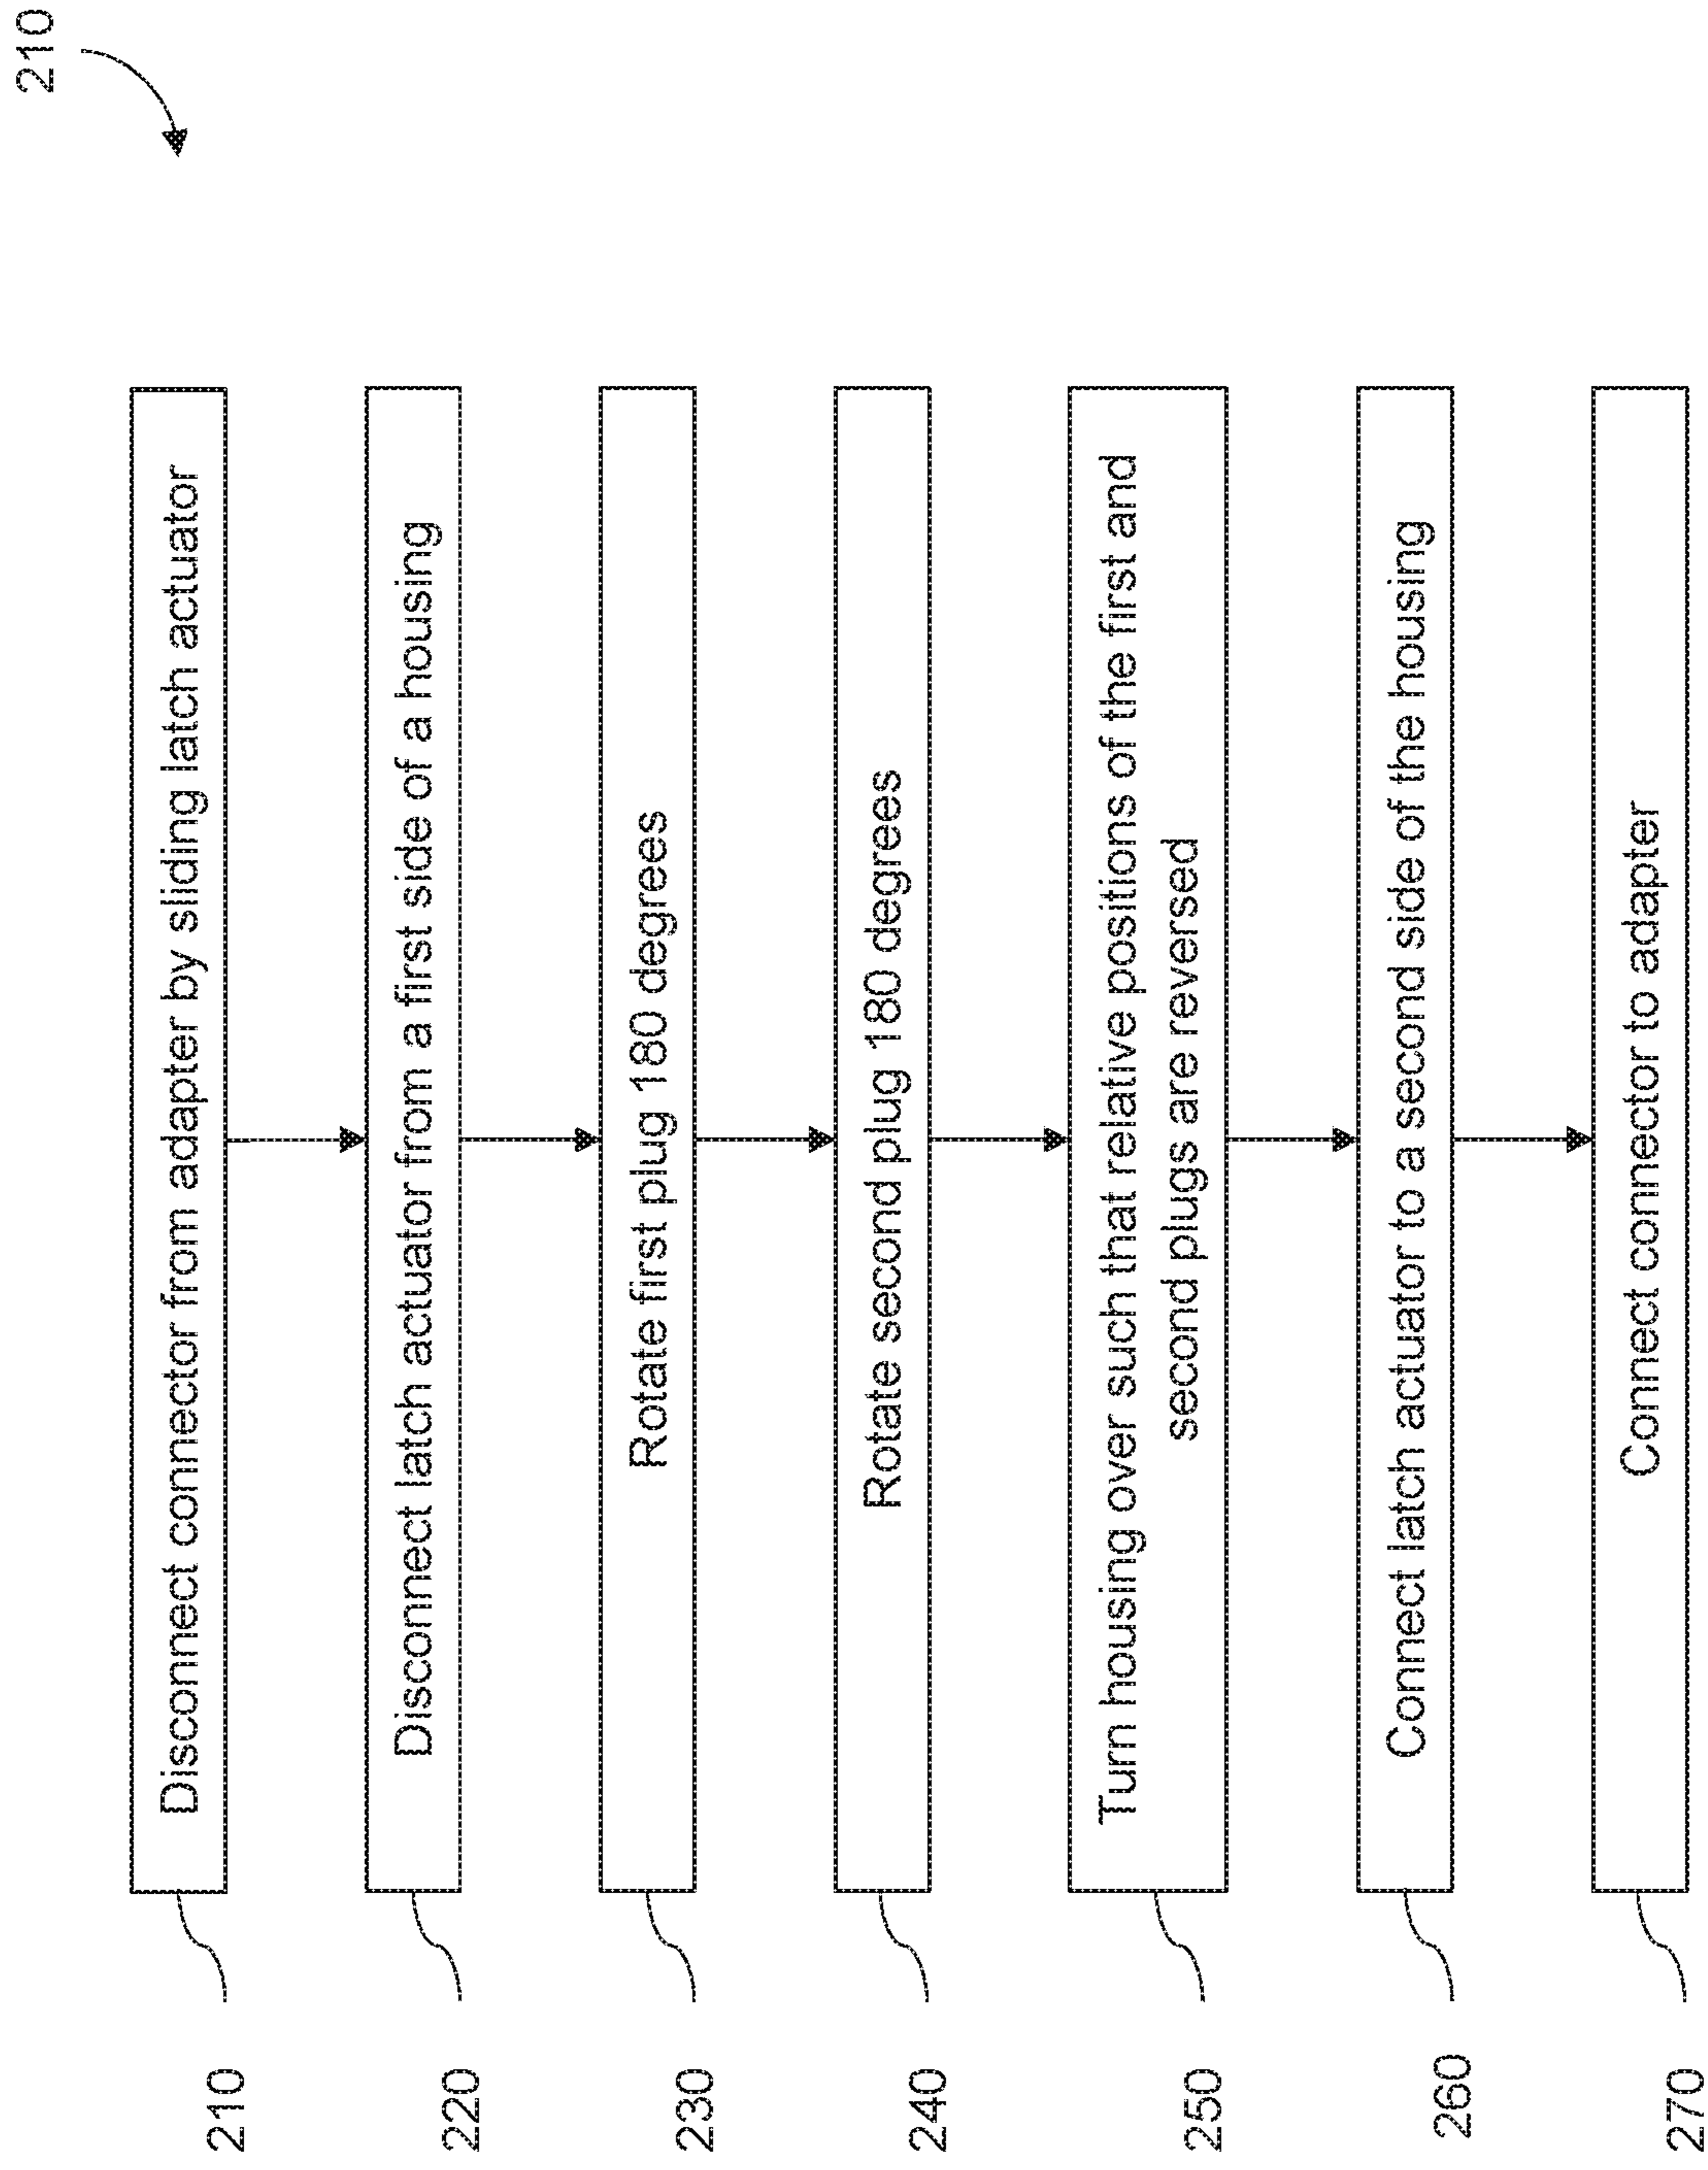 210
210
Disconnect connector from adapter by sliding latch actuator
220
Disconnect latch actuator from a first side of a housing
230
Rotate first plug 180 degrees
240
Rotate second plug 180 degrees
250
Turn housing over such that relative positions of the first and
second plugs are reversed
260
Connect latch actuator to a second side of the housing
270
Connect connector to adapter